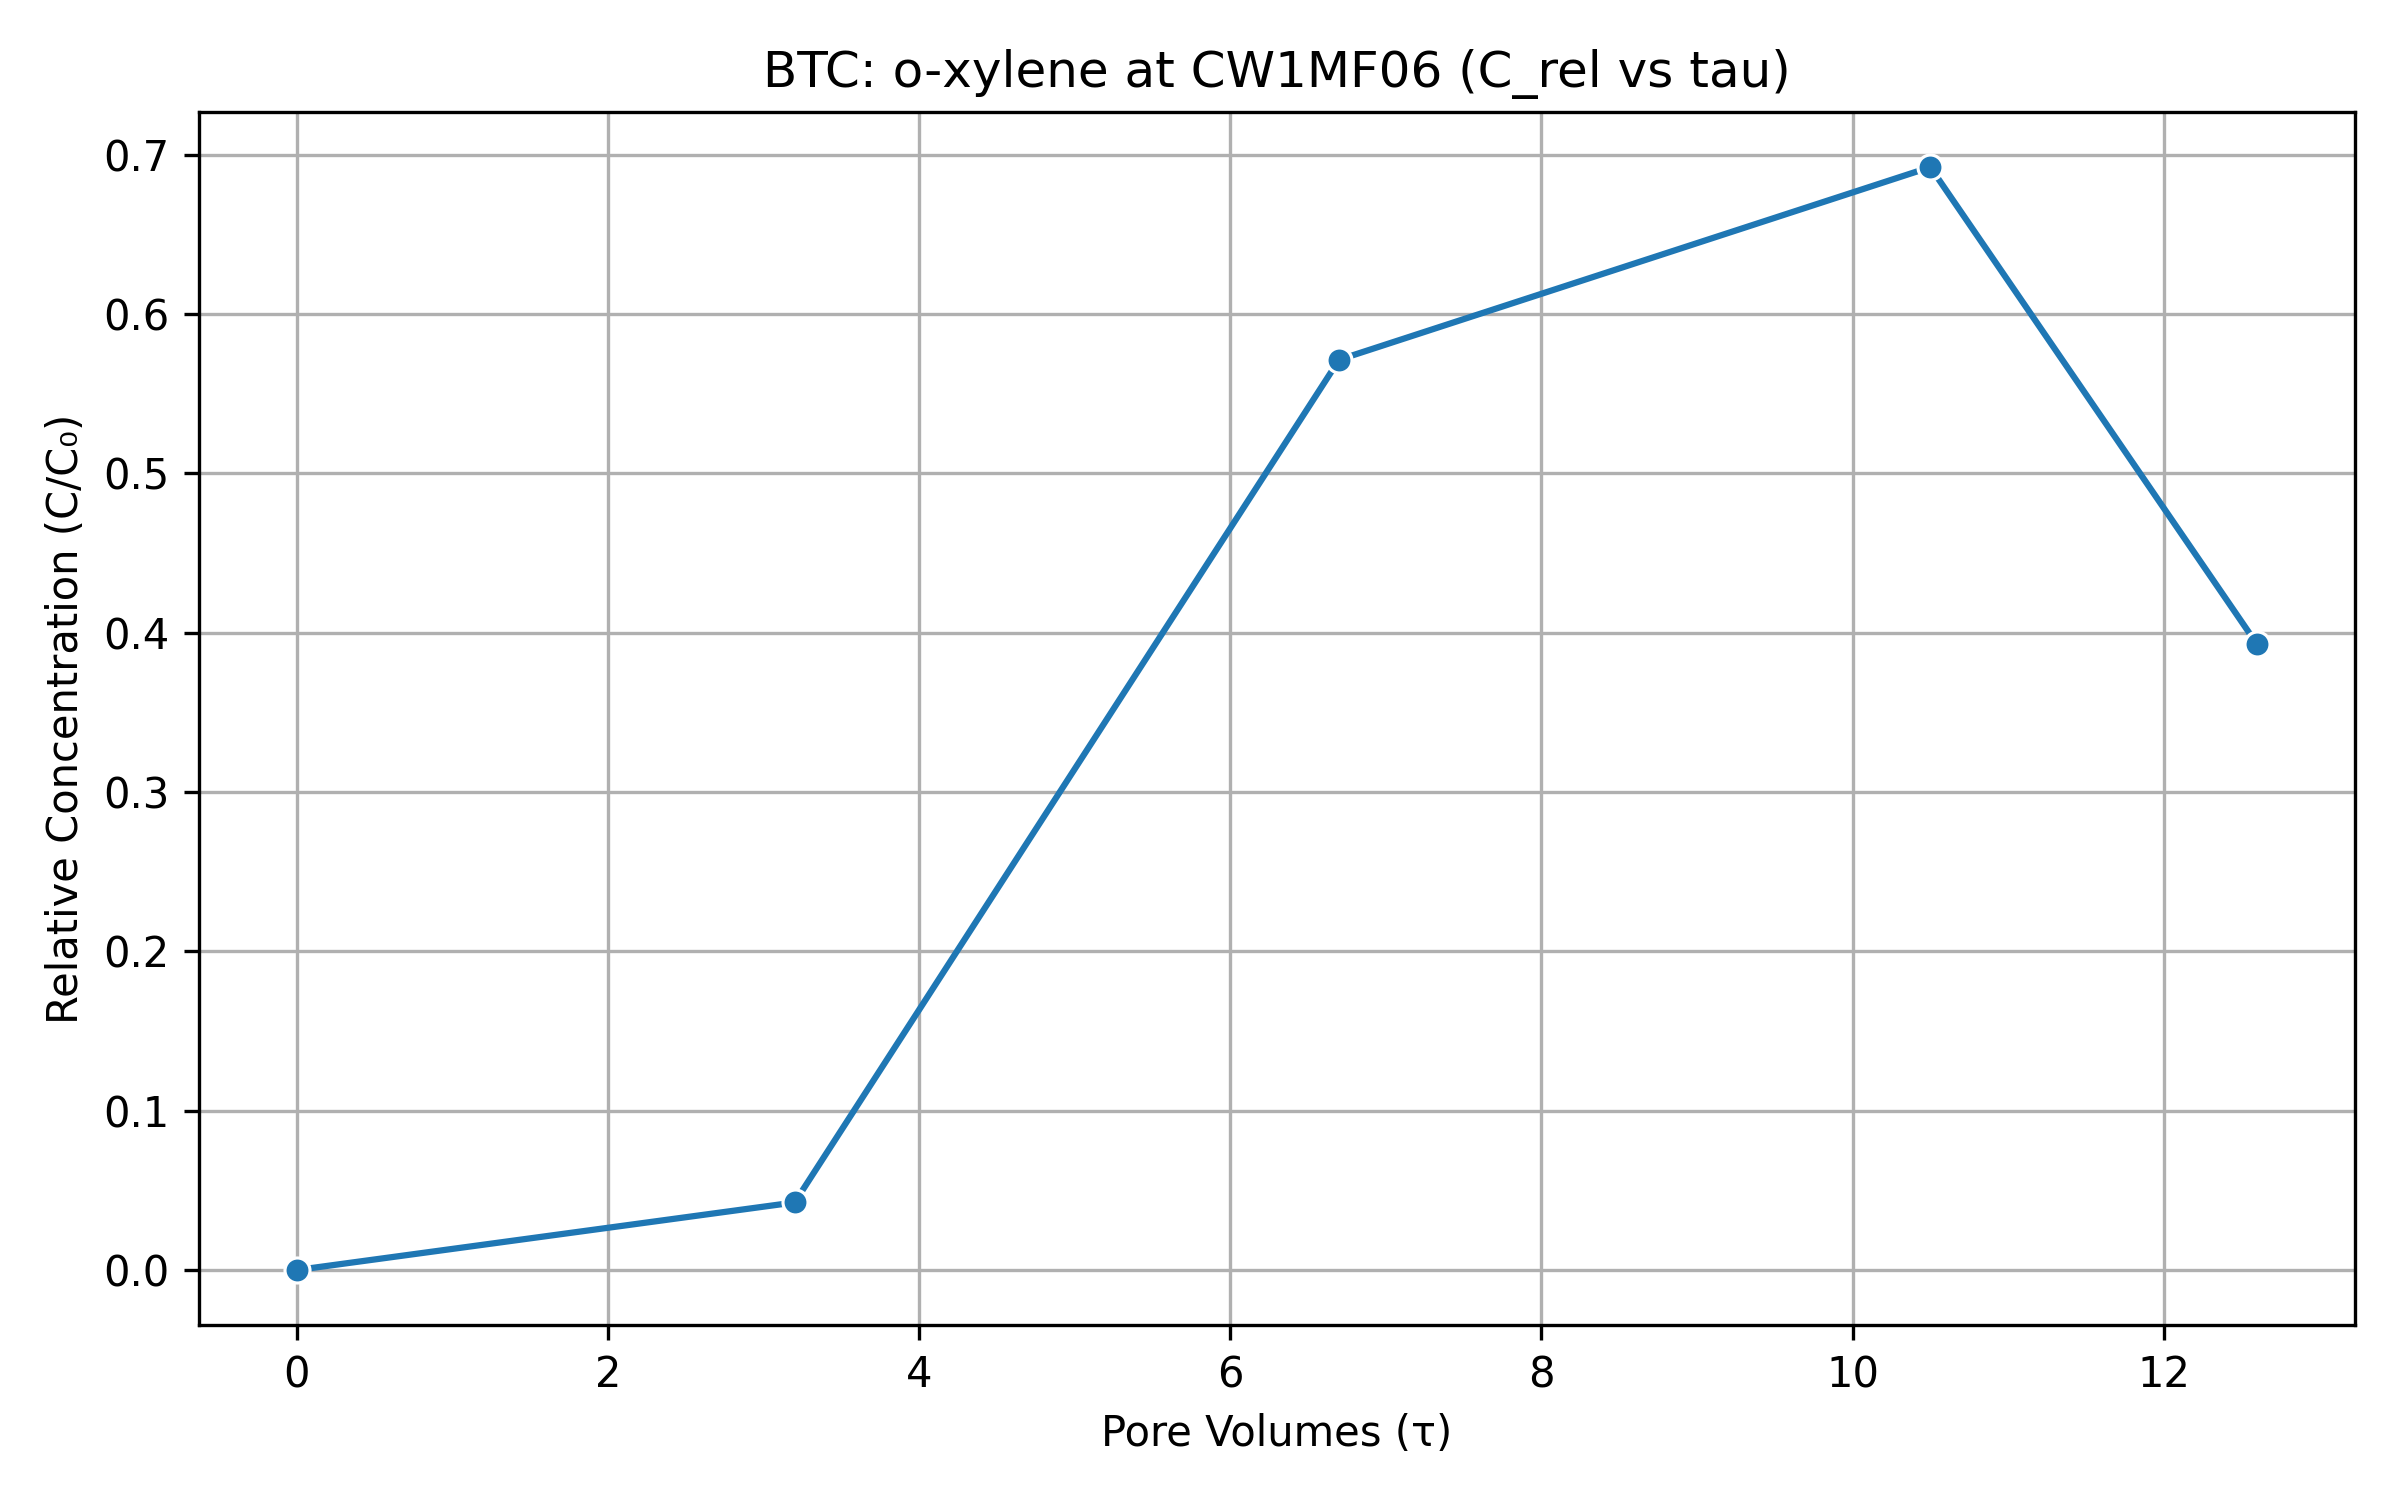 BTC: o-xylene at CW1MF06 (C_rel vs tau)
Relative Concentration (C/C₀)
0.7
0.6
0.5
0.4
0.3
0.2
0.1
0.0
0 2 4 6 8 10 12
Pore Volumes (τ)